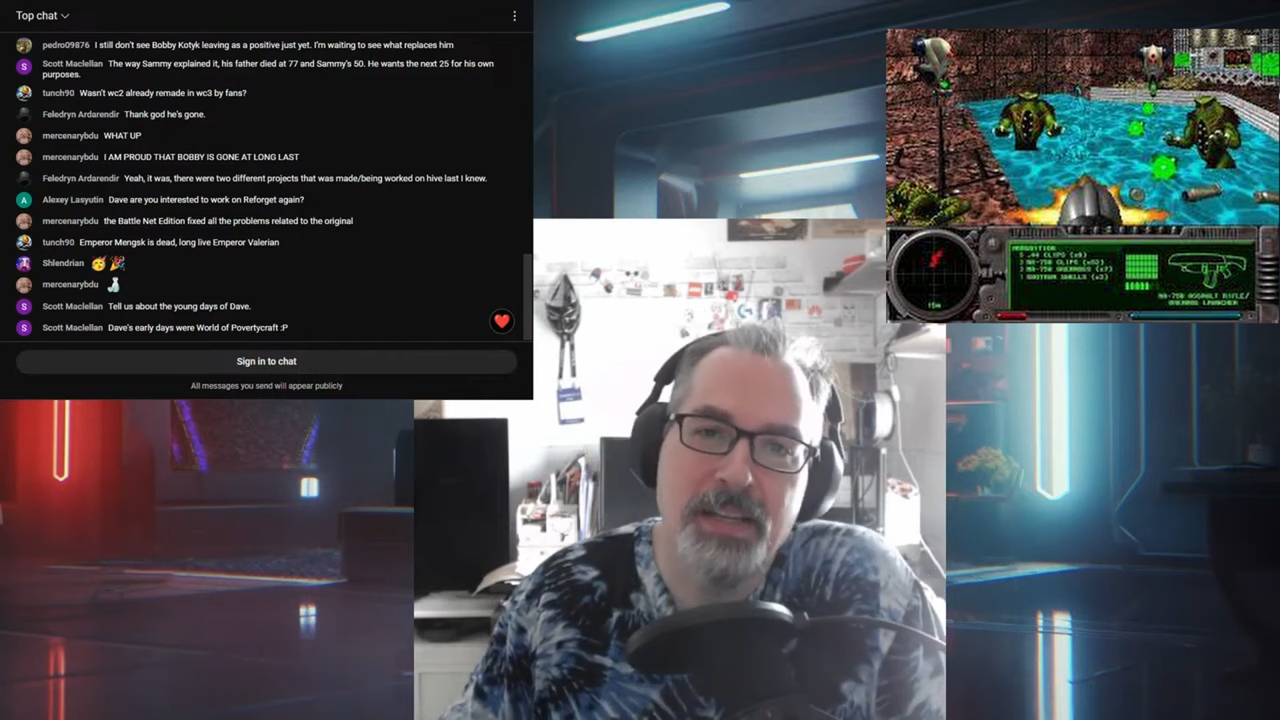 Top chat
pedro09876 I still don't see Bobby Kotyk leaving as a positive just yet. I'm waiting to see what replaces him
Scott Maclellan The way Sammy explained it, his father died at 77 and Sammy's 50. He wants the next 25 for his own
purposes.
tunch90 Wasn't wc2 already remade in wc3 by fans?
Feledryn Ardarendir Thank god he's gone.
mercenarybdu WHAT UP
mercenarybdu I AM PROUD THAT BOBBY IS GONE AT LONG LAST
Feledryn Ardarendir Yeah, it was, there were two different projects that was made/being worked on hive last I knew.
A Alexey Lasyutin Dave are you interested to work on Reforget again?
mercenarybdu the Battle Net Edition fixed all the problems related to the original
tunch90 Emperor Mengsk is dead, long live Emperor Valerian
Shlendrian 🥳 🎉
mercenarybdu 🍶
S Scott Maclellan Tell us about the young days of Dave.
S Scott Maclellan Dave's early days were World of Povertycraft :P
Sign in to chat
All messages you send will appear publicly
AMMUNITION
SHOTGUN SHELLS
15m